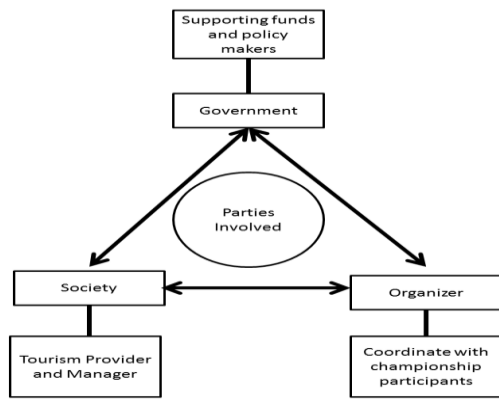 Supporting funds
and policy
makers
Government
Parties
Involved
Society
Organizer
Tourism Provider
and Manager
Coordinate with
championship
participants